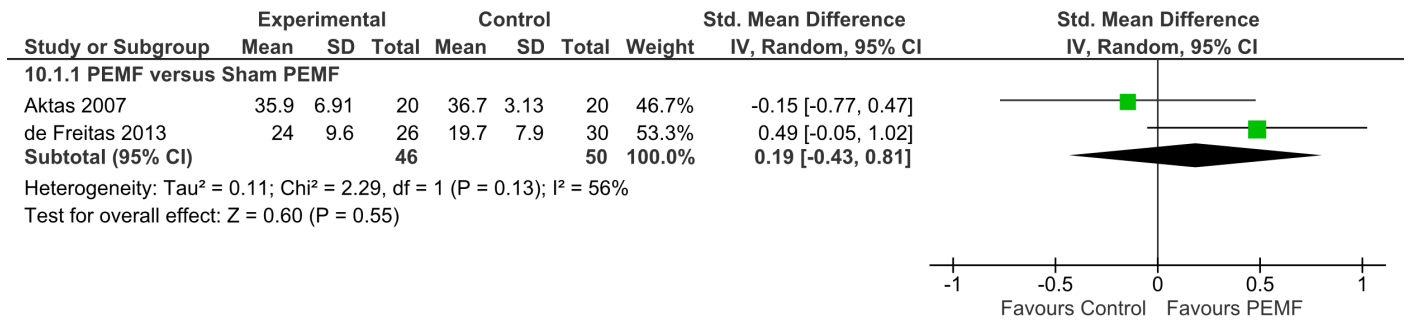 Experimental Control Std. Mean Difference Std. Mean Difference
Study or Subgroup Mean SD Total Mean SD Total Weight IV, Random, 95% CI IV, Random, 95% CI
10.1.1 PEMF versus Sham PEMF
Aktas 2007 35.9 6.91 20 36.7 3.13 20 46.7% -0.15 [-0.77, 0.47]
de Freitas 2013 24 9.6 26 19.7 7.9 30 53.3% 0.49 [-0.05, 1.02]
Subtotal (95% CI) 46 50 100.0% 0.19 [-0.43, 0.81]
Heterogeneity: Tau² = 0.11; Chi² = 2.29, df = 1 (P = 0.13); I² = 56%
Test for overall effect: Z = 0.60 (P = 0.55)
-1 -0.5 0 0.5 1
Favours Control Favours PEMF